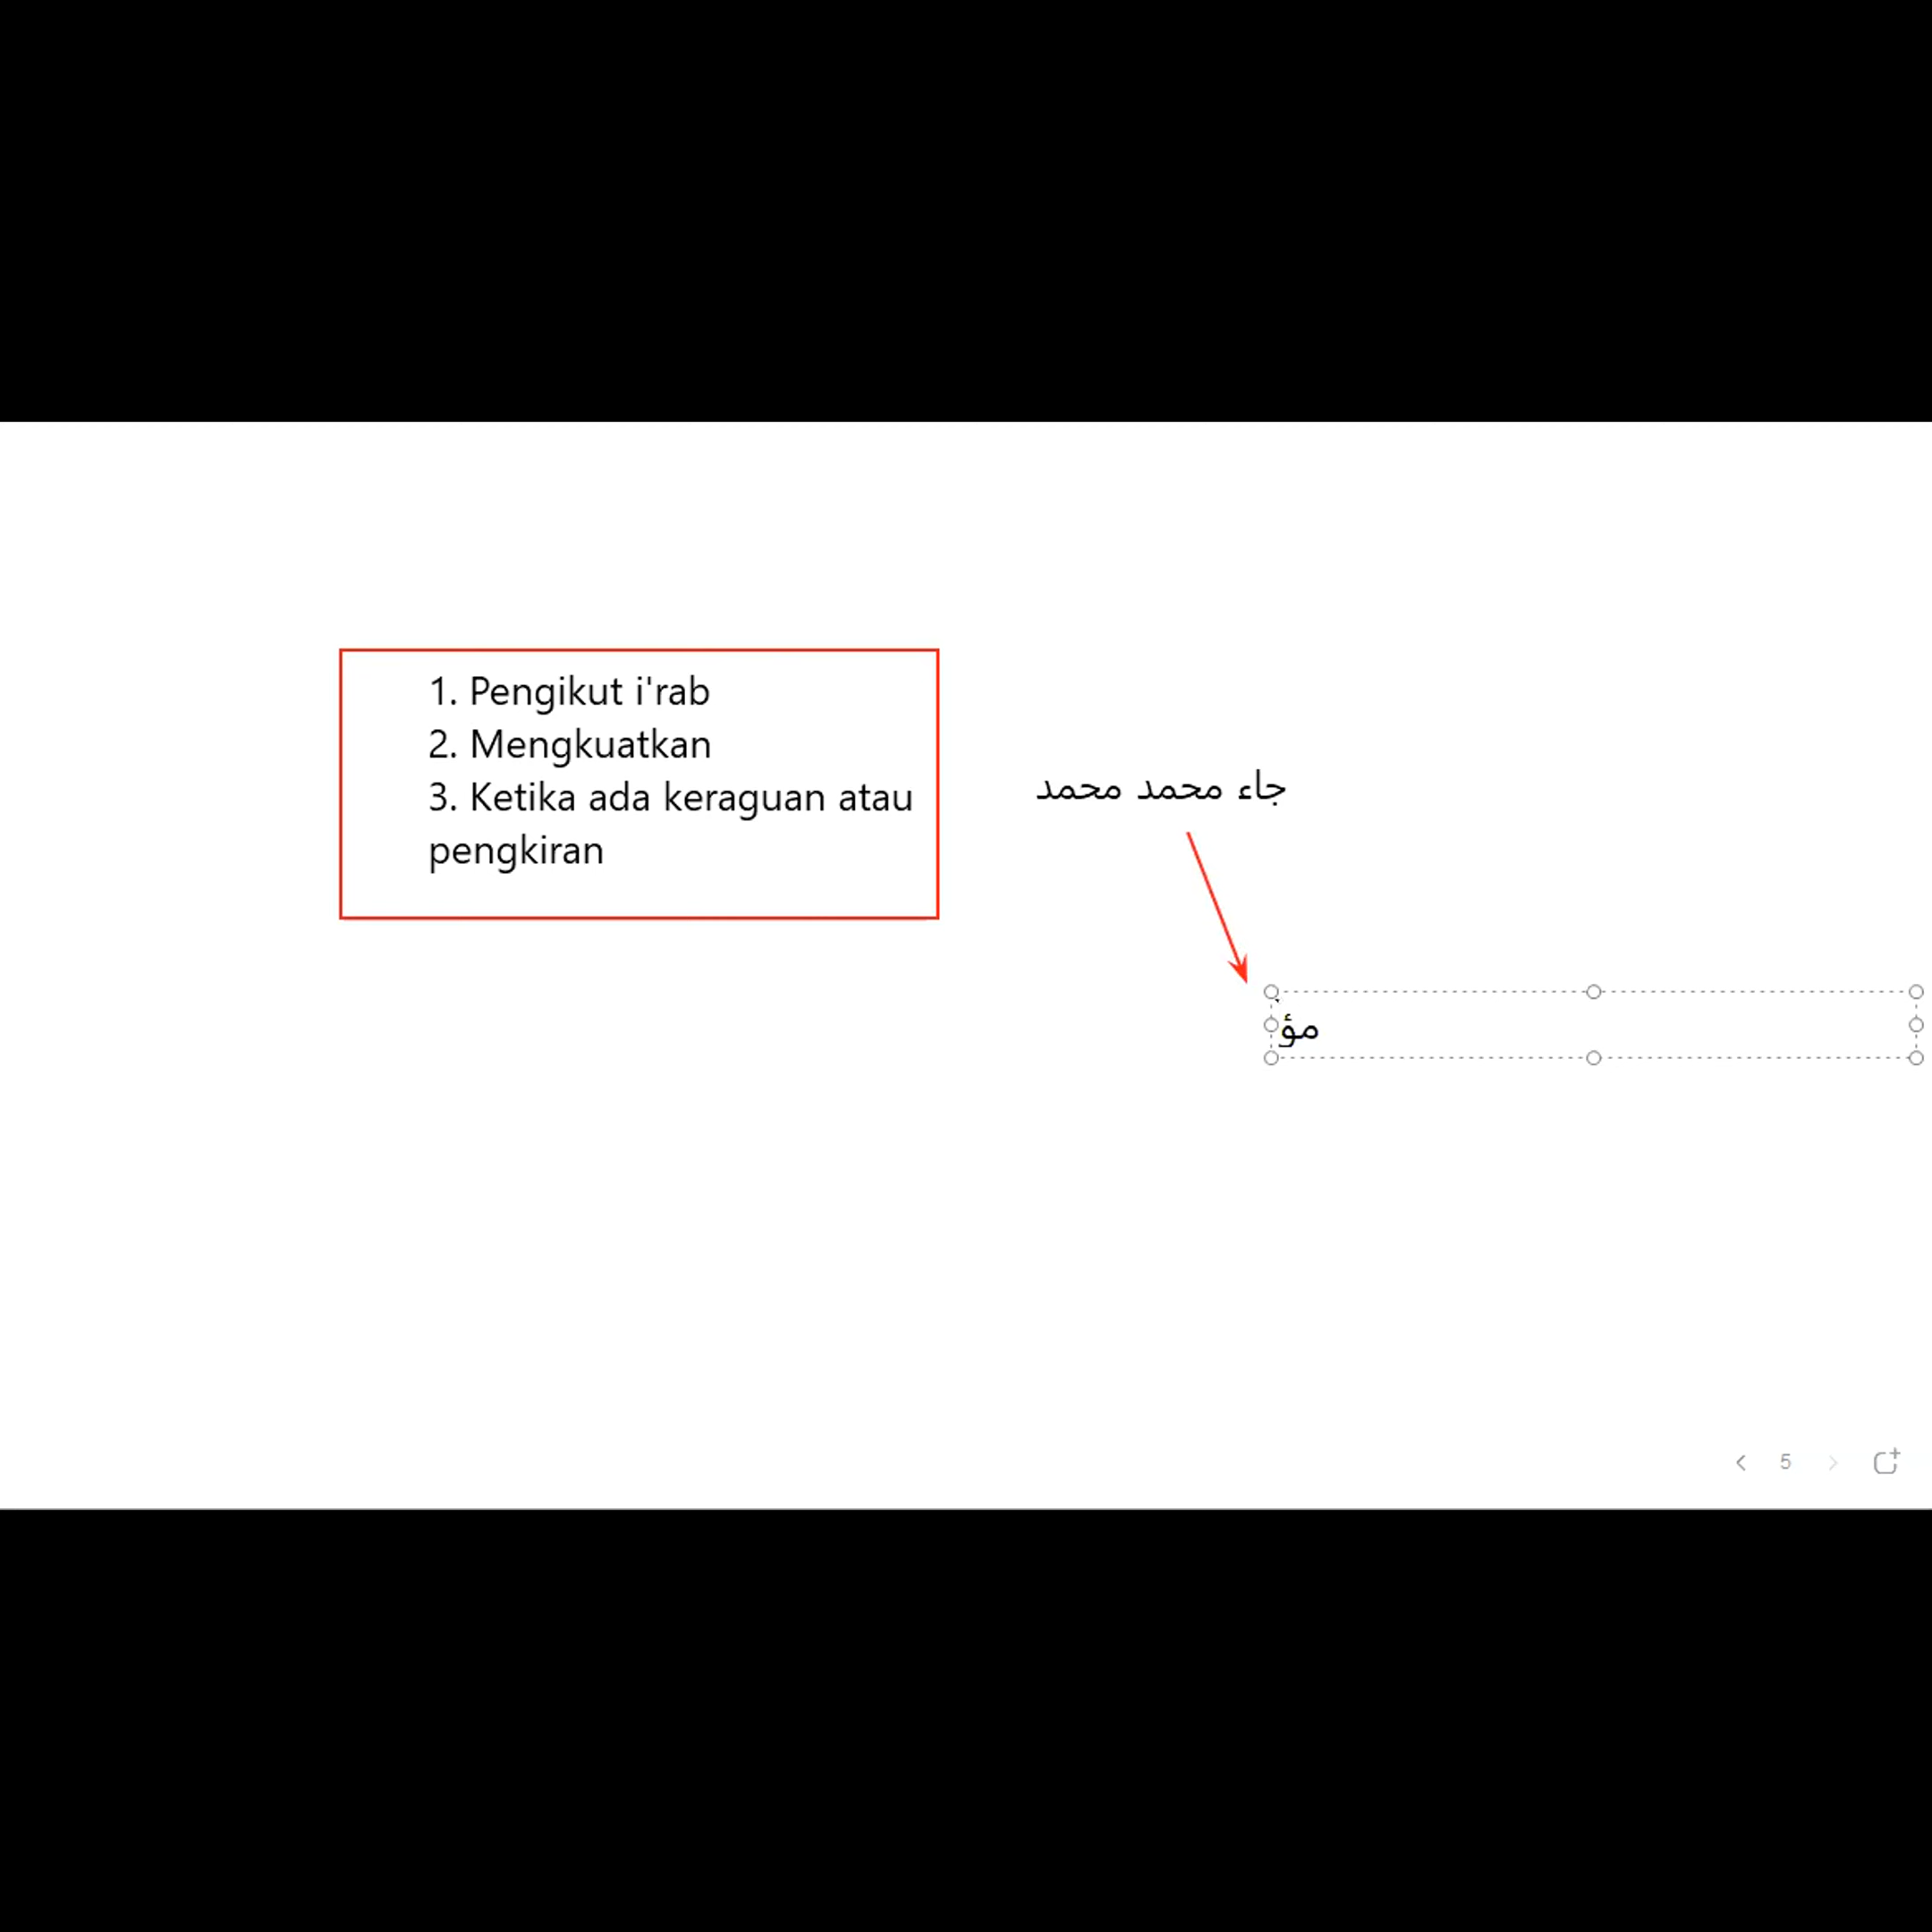 1. Pengikut i'rab
2. Mengkuatkan
3. Ketika ada keraguan atau
pengkiran
جاء محمد محمد
مؤ
5